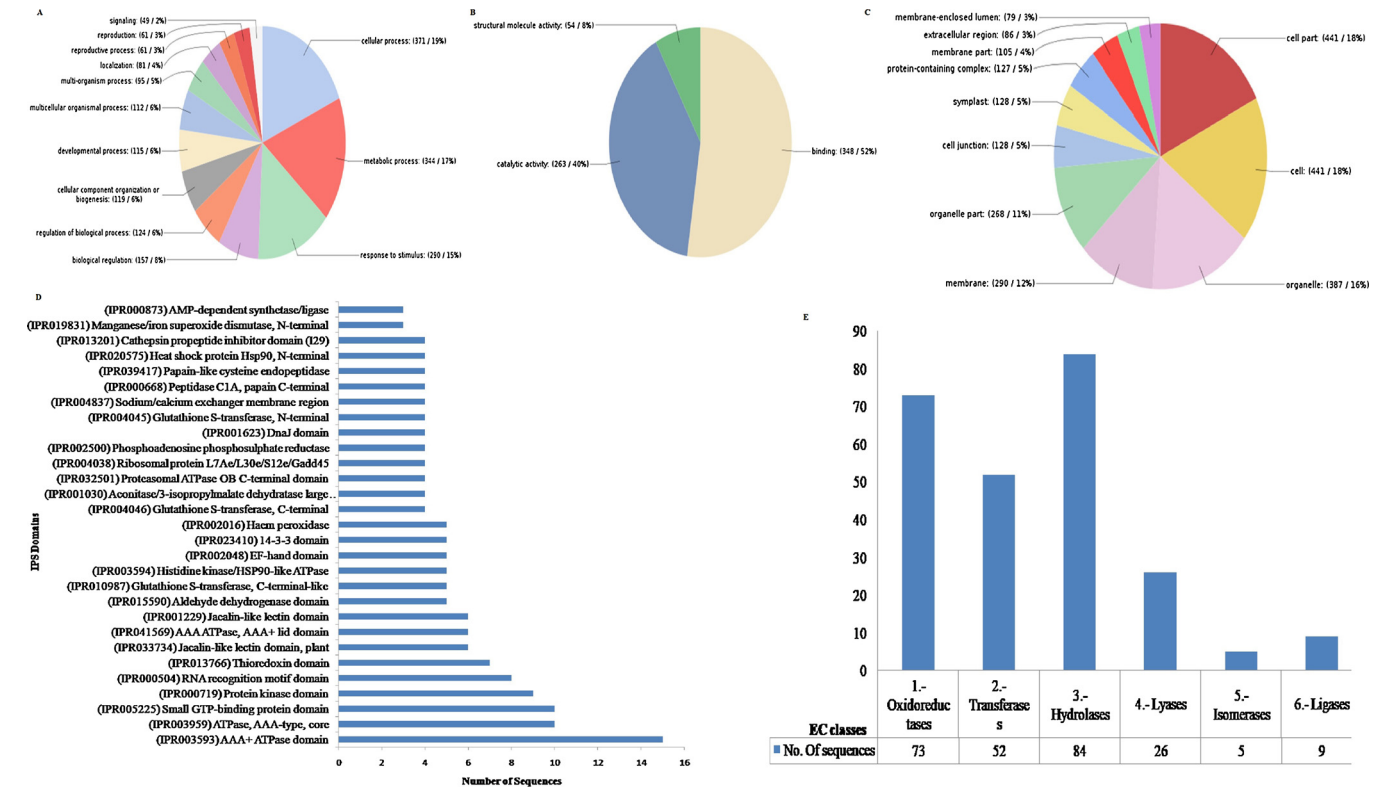 A
signaling: (49 / 2%)
reproduction: (61 / 3%)
reproductive process: (61 / 3%)
localization: (81 / 4%)
multi-organism process: (95 / 5%)
multicellular organismal process: (112 / 6%)
developmental process: (115 / 6%)
cellular component organization or
biogenesis: (119 / 6%)
regulation of biological process: (124 / 6%)
biological regulation: (157 / 8%)
cellular process: (371 / 19%)
metabolic process: (344 / 17%)
response to stimulus: (290 / 15%)
B
structural molecule activity: (54 / 8%)
catalytic activity: (263 / 40%)
binding: (348 / 52%)
C
membrane-enclosed lumen: (79 / 3%)
extracellular region: (86 / 3%)
membrane part: (105 / 4%)
protein-containing complex: (127 / 5%)
symplast: (128 / 5%)
cell junction: (128 / 5%)
organelle part: (268 / 11%)
membrane: (290 / 12%)
cell part: (441 / 18%)
cell: (441 / 18%)
organelle: (387 / 16%)
D
IPS Domains
(IPR000873) AMP-dependent synthetase/ligase
(IPR019831) Manganese/iron superoxide dismutase, N-terminal
(IPR013201) Cathepsin propeptide inhibitor domain (I29)
(IPR020575) Heat shock protein Hsp90, N-terminal
(IPR039417) Papain-like cysteine endopeptidase
(IPR000668) Peptidase C1A, papain C-terminal
(IPR004837) Sodium/calcium exchanger membrane region
(IPR004045) Glutathione S-transferase, N-terminal
(IPR001623) DnaJ domain
(IPR002500) Phosphoadenosine phosphosulphate reductase
(IPR004038) Ribosomal protein L7Ae/L30e/S12e/Gadd45
(IPR032501) Proteasomal ATPase OB C-terminal domain
(IPR001030) Aconitase/3-isopropylmalate dehydratase large..
(IPR004046) Glutathione S-transferase, C-terminal
(IPR002016) Haem peroxidase
(IPR023410) 14-3-3 domain
(IPR002048) EF-hand domain
(IPR003594) Histidine kinase/HSP90-like ATPase
(IPR010987) Glutathione S-transferase, C-terminal-like
(IPR015590) Aldehyde dehydrogenase domain
(IPR001229) Jacalin-like lectin domain
(IPR041569) AAA ATPase, AAA+ lid domain
(IPR033734) Jacalin-like lectin domain, plant
(IPR013766) Thioredoxin domain
(IPR000504) RNA recognition motif domain
(IPR000719) Protein kinase domain
(IPR005225) Small GTP-binding protein domain
(IPR003959) ATPase, AAA-type, core
(IPR003593) AAA+ ATPase domain
0 2 4 6 8 10 12 14 16
Number of Sequences
E
90
80
70
60
50
40
30
20
10
0
1.- Oxidoreduc
tases
2.- Transferase
s
3.- Hydrolases
4.- Lyases
5.- Isomerases
6.- Ligases
EC classes
No. Of sequences 73 52 84 26 5 9